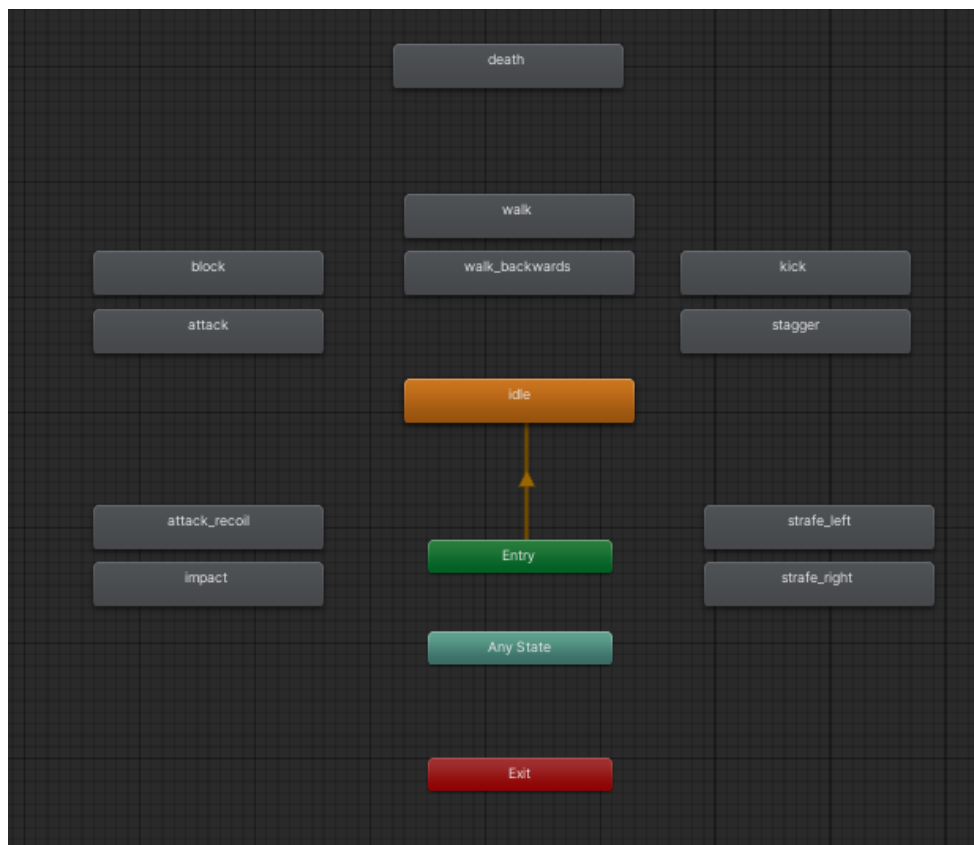 death
walk
block
walk_backwards
kick
attack
stagger
idle
attack_recoil
strafe_left
Entry
impact
strafe_right
Any State
Exit